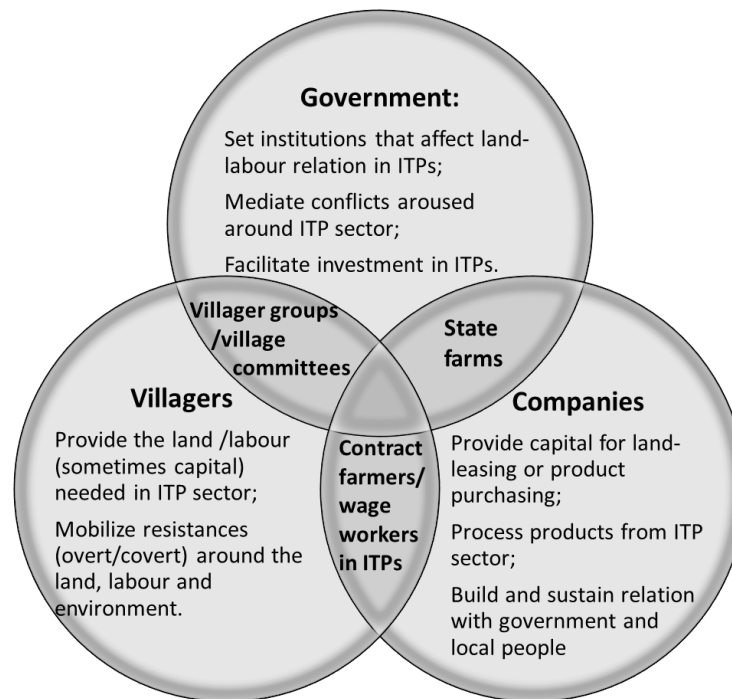 Government:
Set institutions that affect land-
labour relation in ITPs;
Mediate conflicts aroused
around ITP sector;
Facilitate investment in ITPs.
Villager groups
/village
committees
State
farms
Villagers
Provide the land /labour
(sometimes capital)
needed in ITP sector;
Mobilize resistances
(overt/covert) around the
land, labour and
environment.
Contract
farmers/
wage
workers
in ITPs
Companies
Provide capital for land-
leasing or product
purchasing;
Process products from ITP
sector;
Build and sustain relation
with government and
local people